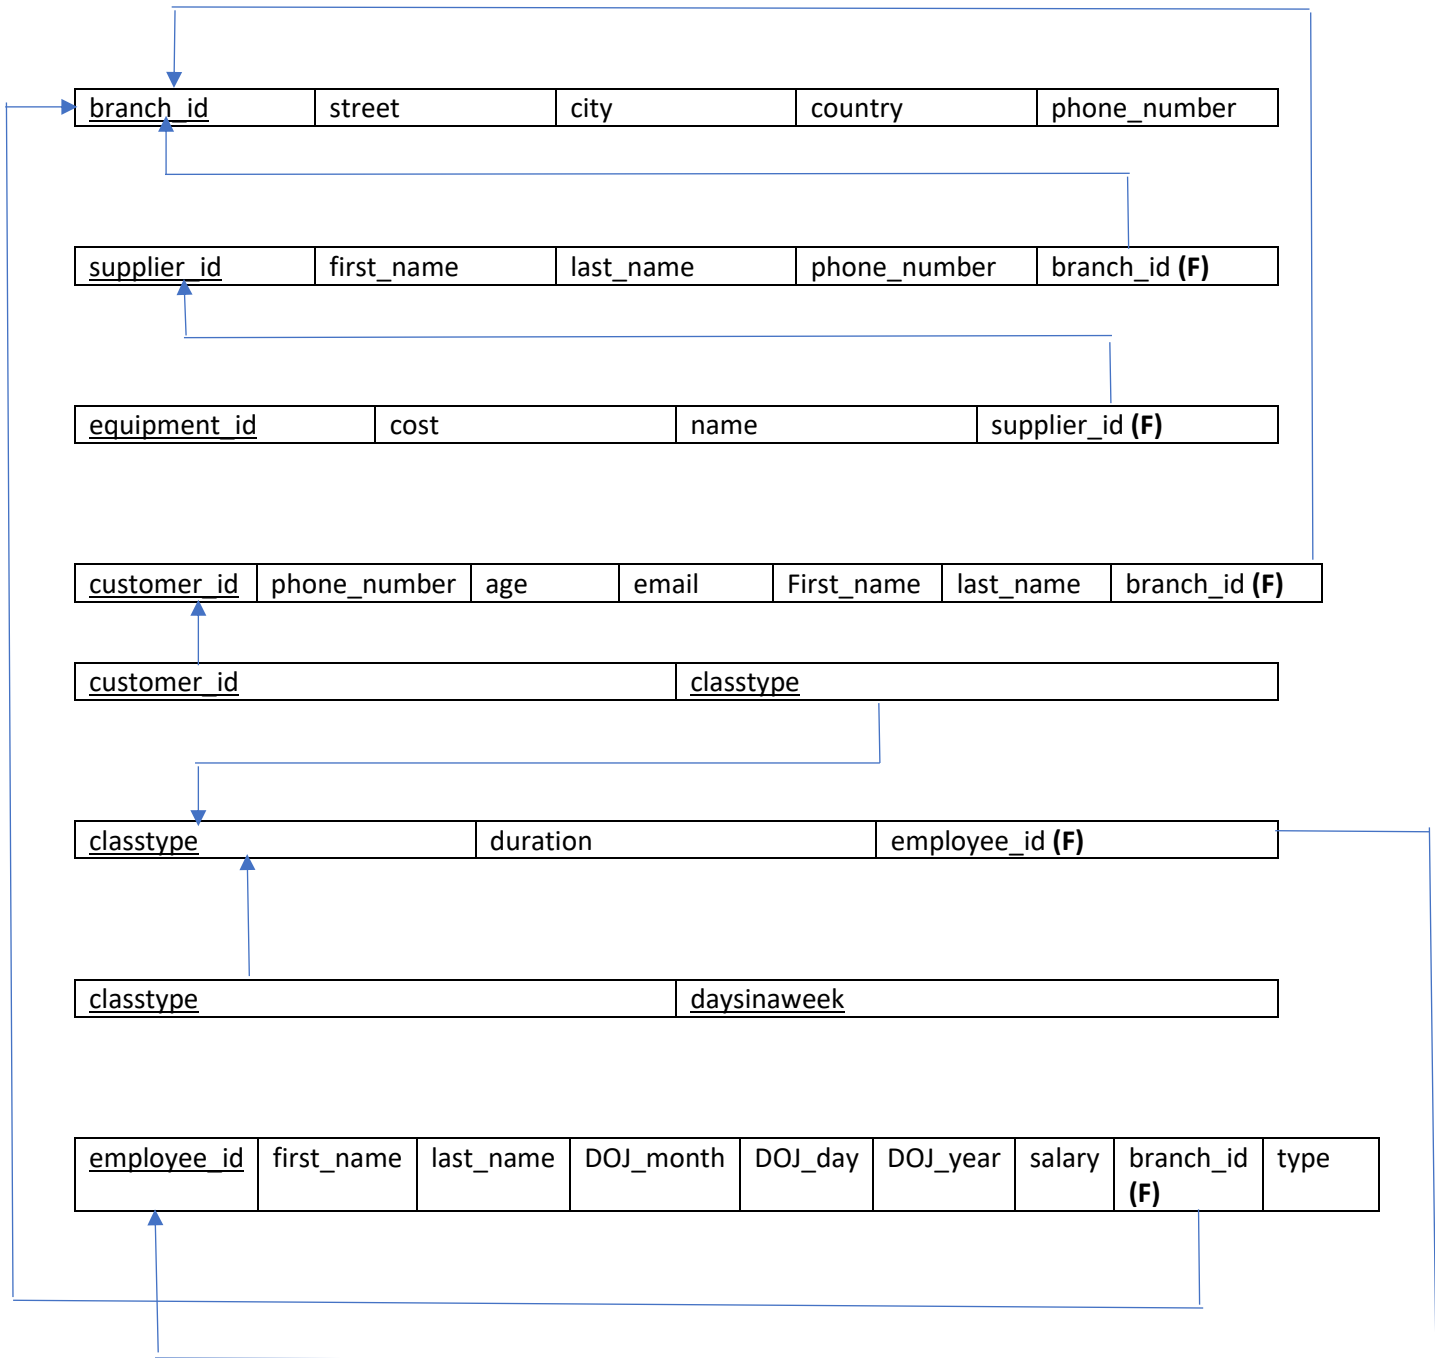 branch_id street city country phone_number
supplier_id first_name last_name phone_number branch_id (F)
equipment_id cost name supplier_id (F)
customer_id phone_number age email First_name last_name branch_id (F)
customer_id classtype
classtype duration employee_id (F)
classtype daysinaweek
employee_id first_name last_name DOJ_month DOJ_day DOJ_year salary branch_id type
(F)